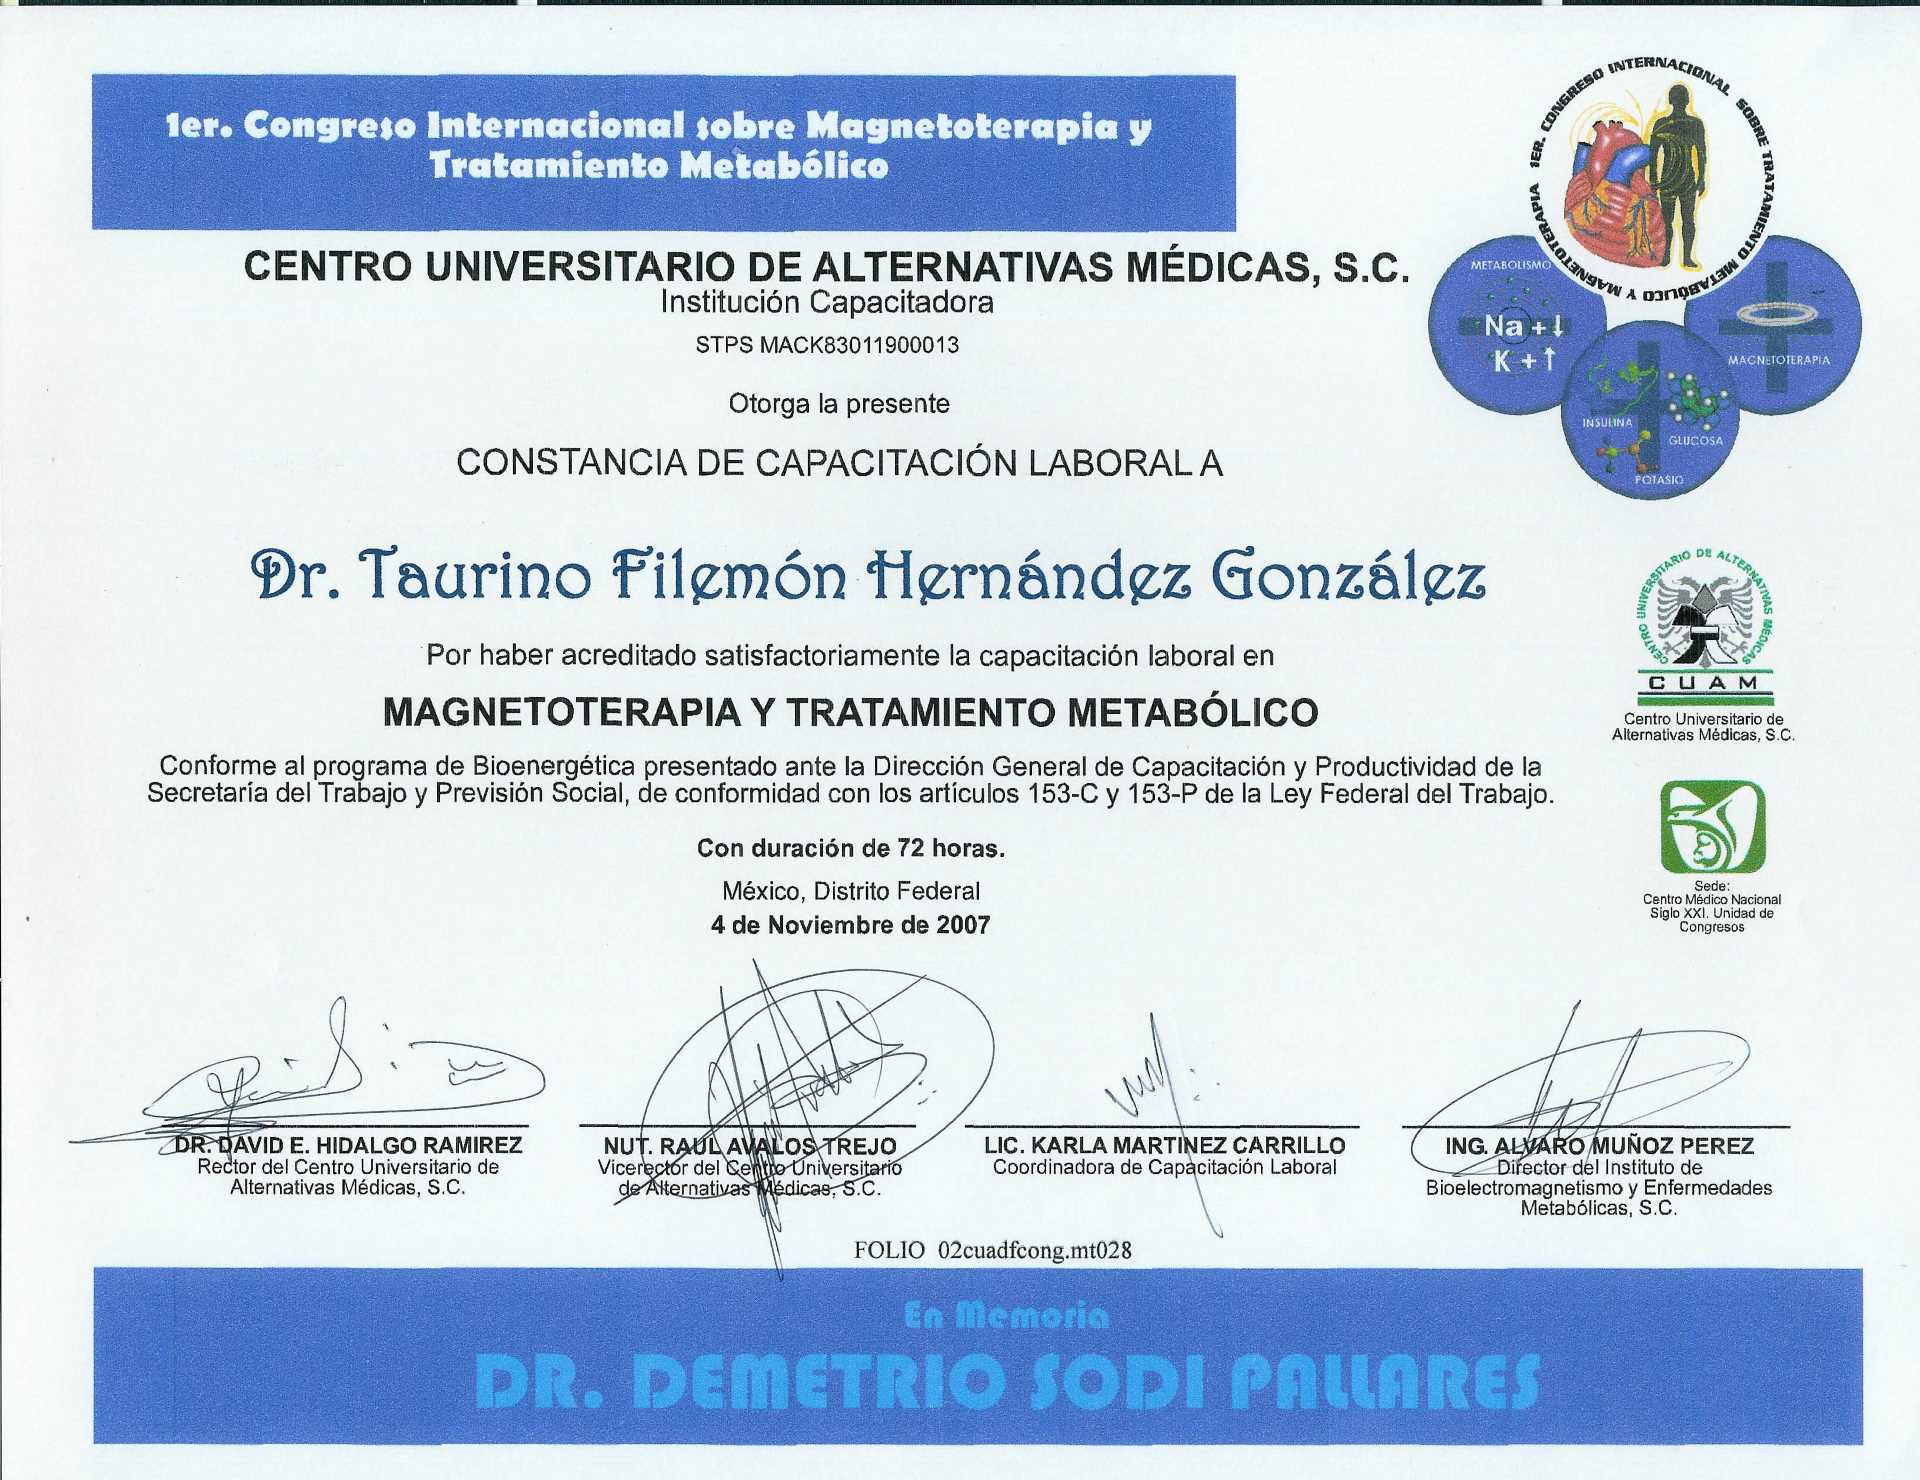 1er. Congreso Internacional sobre Magnetoterapia y
Tratamiento Metabólico
1ER. CONGRESO INTERNACIONAL SOBRE TRATAMIENTO METABÓLICO Y MAGNETOTERAPIA
METABOLISMO
Na + ↓
K + ↑
INSULINA
GLUCOSA
POTASIO
MAGNETOTERAPIA
CENTRO UNIVERSITARIO DE ALTERNATIVAS MÉDICAS, S.C.
Institución Capacitadora
STPS MACK83011900013
Otorga la presente
CONSTANCIA DE CAPACITACIÓN LABORAL A
Dr. Taurino Filemón Hernández González
Por haber acreditado satisfactoriamente la capacitación laboral en
MAGNETOTERAPIA Y TRATAMIENTO METABÓLICO
Conforme al programa de Bioenergética presentado ante la Dirección General de Capacitación y Productividad de la
Secretaría del Trabajo y Previsión Social, de conformidad con los artículos 153-C y 153-P de la Ley Federal del Trabajo.
Con duración de 72 horas.
México, Distrito Federal
4 de Noviembre de 2007
CENTRO UNIVERSITARIO DE ALTERNATIVAS MÉDICAS
CUAM
Centro Universitario de
Alternativas Médicas, S.C.
Sede:
Centro Médico Nacional
Siglo XXI. Unidad de
Congresos
DR. DAVID E. HIDALGO RAMIREZ
Rector del Centro Universitario de
Alternativas Médicas, S.C.
NUT. RAUL AVALOS TREJO
Vicerector del Centro Universitario
de Alternativas Médicas, S.C.
LIC. KARLA MARTINEZ CARRILLO
Coordinadora de Capacitación Laboral
ING. ALVARO MUÑOZ PEREZ
Director del Instituto de
Bioelectromagnetismo y Enfermedades
Metabólicas, S.C.
FOLIO 02cuadfcong.mt028
En Memoria
DR. DEMETRIO SODI PALLARES